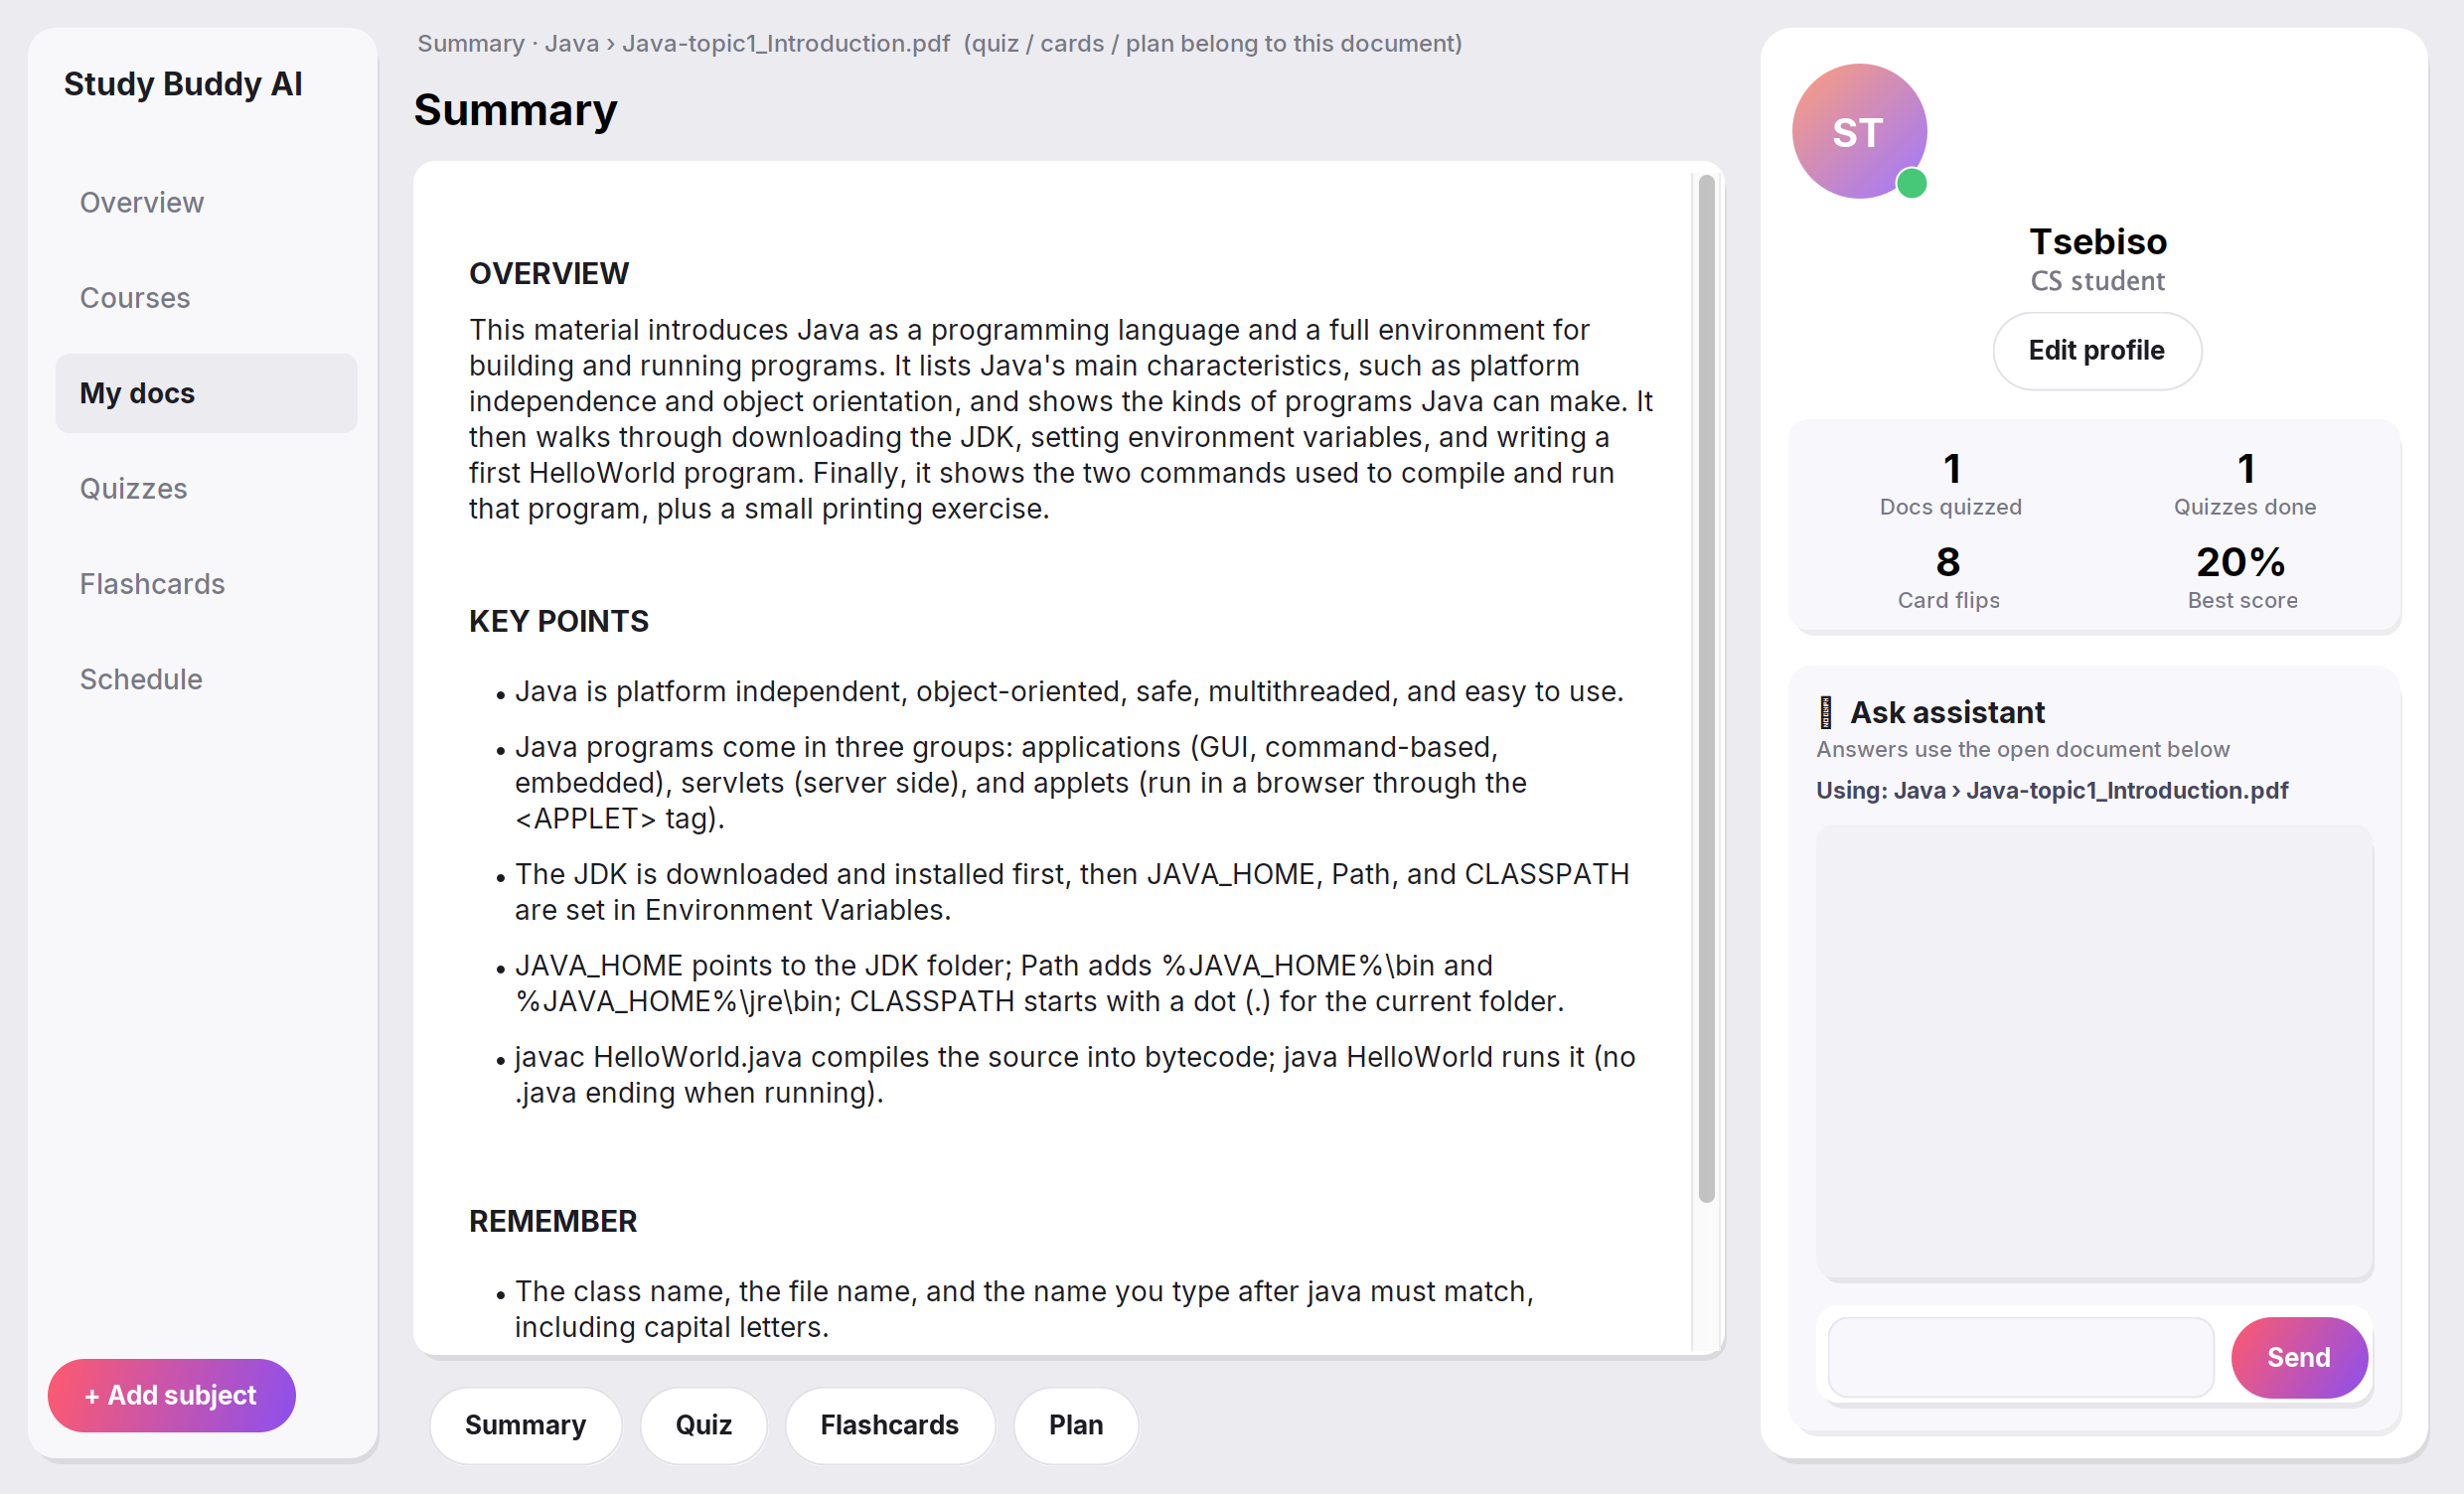 Study Buddy AI
Overview
Courses
My docs
Quizzes
Flashcards
Schedule
+ Add subject
Summary · Java › Java-topic1_Introduction.pdf (quiz / cards / plan belong to this document)
Summary
OVERVIEW
This material introduces Java as a programming language and a full environment for
building and running programs. It lists Java's main characteristics, such as platform
independence and object orientation, and shows the kinds of programs Java can make. It
then walks through downloading the JDK, setting environment variables, and writing a
first HelloWorld program. Finally, it shows the two commands used to compile and run
that program, plus a small printing exercise.
KEY POINTS
• Java is platform independent, object-oriented, safe, multithreaded, and easy to use.
• Java programs come in three groups: applications (GUI, command-based,
embedded), servlets (server side), and applets (run in a browser through the
<APPLET> tag).
• The JDK is downloaded and installed first, then JAVA_HOME, Path, and CLASSPATH
are set in Environment Variables.
• JAVA_HOME points to the JDK folder; Path adds %JAVA_HOME%\bin and
%JAVA_HOME%\jre\bin; CLASSPATH starts with a dot (.) for the current folder.
• javac HelloWorld.java compiles the source into bytecode; java HelloWorld runs it (no
.java ending when running).
REMEMBER
• The class name, the file name, and the name you type after java must match,
including capital letters.
Summary
Quiz
Flashcards
Plan
ST
Tsebiso
CS student
Edit profile
1
Docs quizzed
1
Quizzes done
8
Card flips
20%
Best score
Ask assistant
Answers use the open document below
Using: Java › Java-topic1_Introduction.pdf
Send